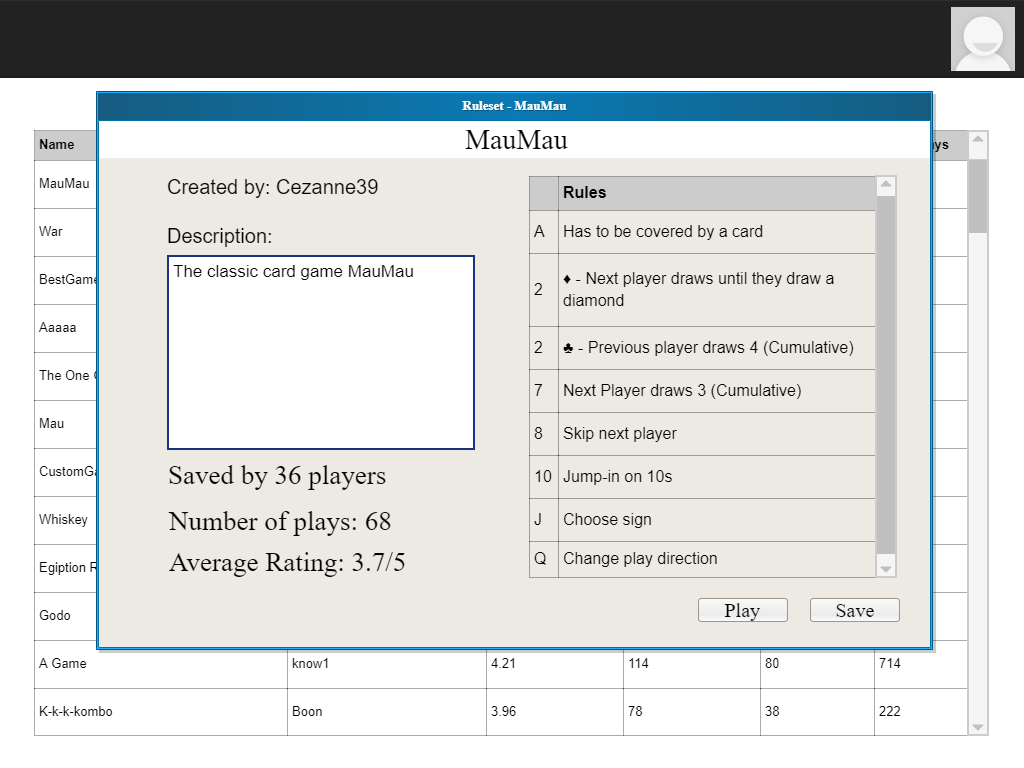 Ruleset - MauMau
MauMau
Name
MauMau
War
BestGame
Aaaaa
The One
Mau
Whiskey
Egiption
Godo
Created by: Cezanne39
Description:
The classic card game MauMau
Saved by 36 players
Number of plays: 68
Average Rating: 3.7/5
Rules
A Has to be covered by a card
2 ♦ - Next player draws until they draw a
diamond
2 ♣ - Previous player draws 4 (Cumulative)
7 Next Player draws 3 (Cumulative)
8 Skip next player
10 Jump-in on 10s
J Choose sign
Q Change play direction
Play Save
A Game know1 4.21 114 80 714
K-k-k-kombo Boon 3.96 78 38 222